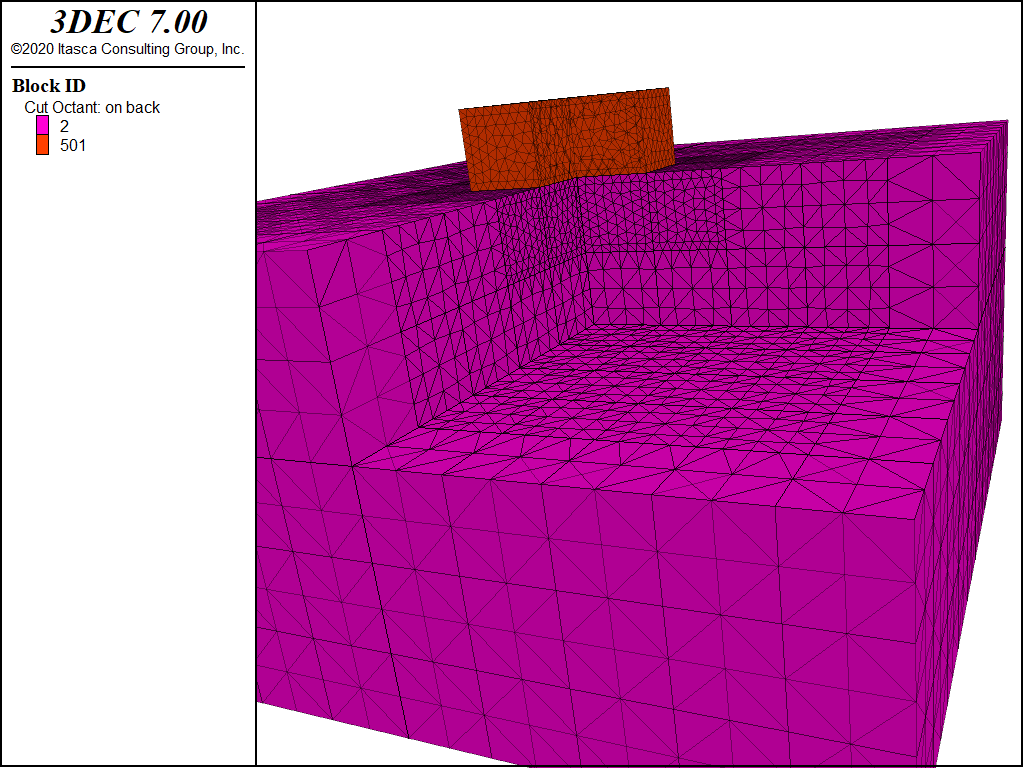 3DEC 7.00
©2020 Itasca Consulting Group, Inc.
Block ID
Cut Octant: on back
2
501